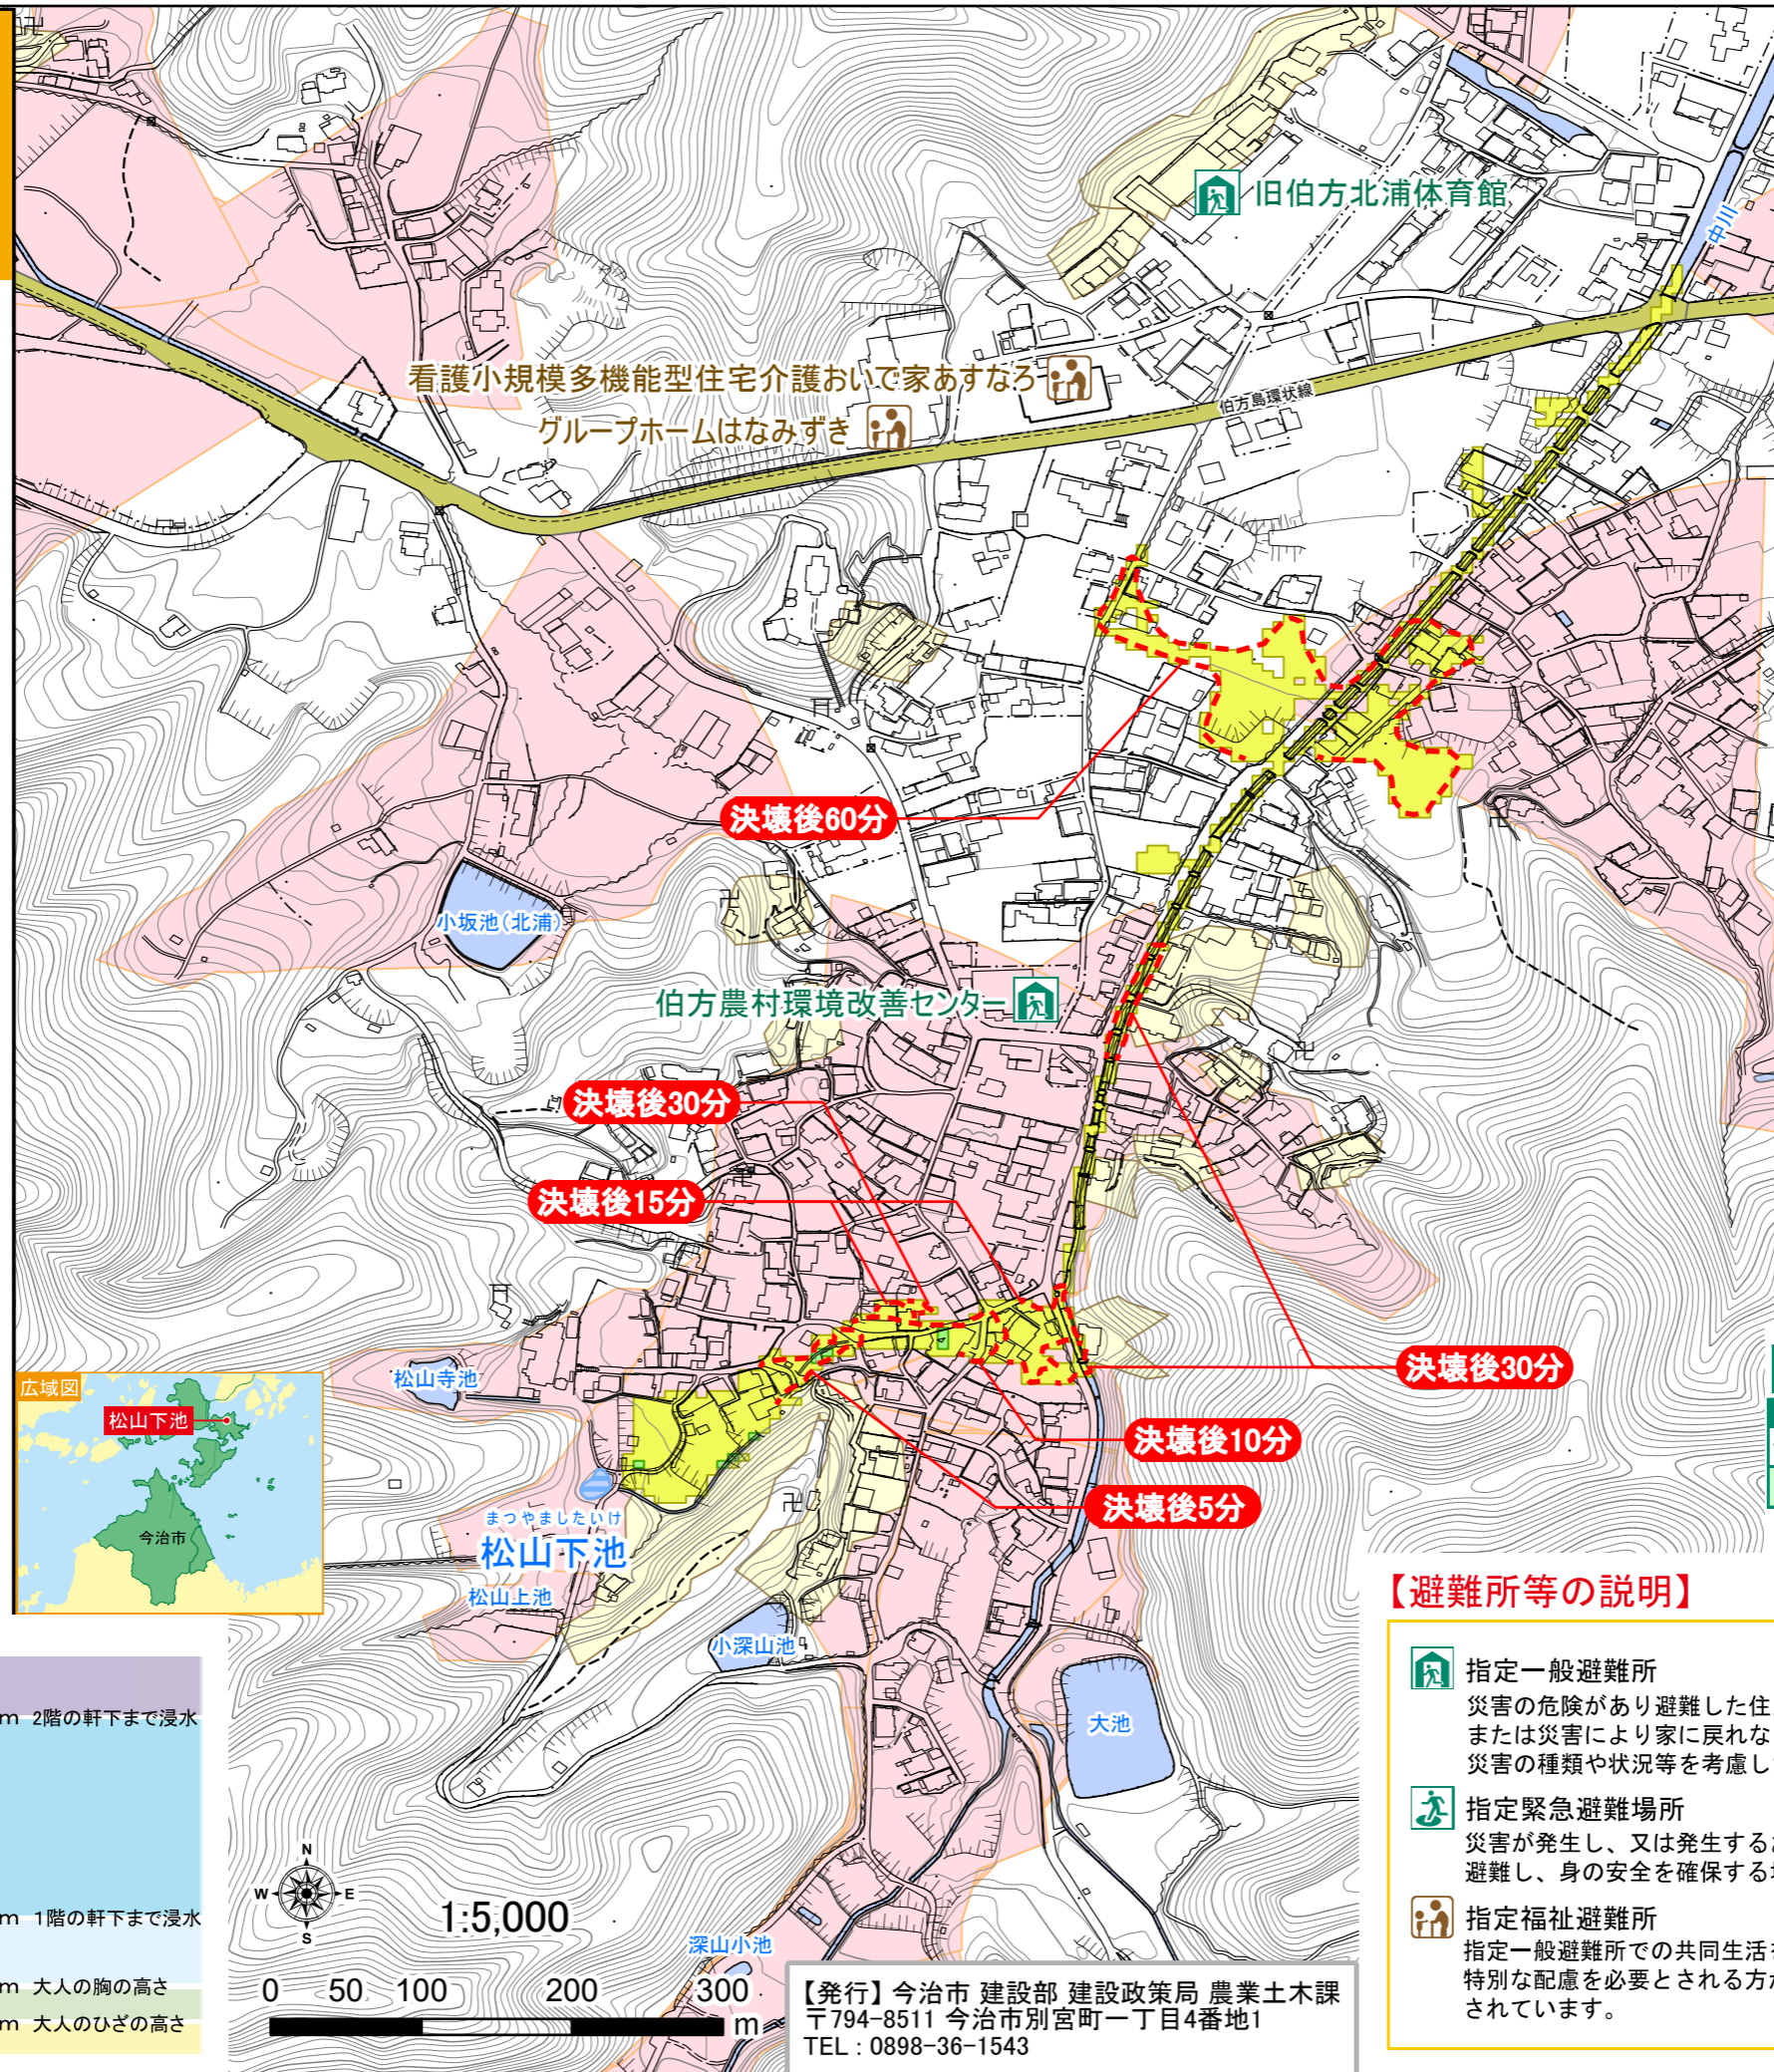 旧伯方北浦体育館
中三
看護小規模多機能型住宅介護おいで家あすなろ
伯方島環状線
グループホームはなみずき
決壊後60分
小坂池(北浦)
伯方農村環境改善センター
決壊後30分
決壊後15分
決壊後30分
松山寺池
広域図
松山下池
今治市
決壊後10分
決壊後5分
まつやましたいけ
松山下池
松山上池
小深山池
大池
深山小池
m 2階の軒下まで浸水
m 1階の軒下まで浸水
m 大人の胸の高さ
m 大人のひざの高さ
N
W E
S
1:5,000
0 50 100 200 300
m
【発行】今治市 建設部 建設政策局 農業土木課
〒794-8511 今治市別宮町一丁目4番地1
TEL : 0898-36-1543
【避難所等の説明】
指定一般避難所
災害の危険があり避難した住
または災害により家に戻れな
災害の種類や状況等を考慮し
指定緊急避難場所
災害が発生し、又は発生する
避難し、身の安全を確保する
指定福祉避難所
指定一般避難所での共同生活
特別な配慮を必要とされる方
されています。